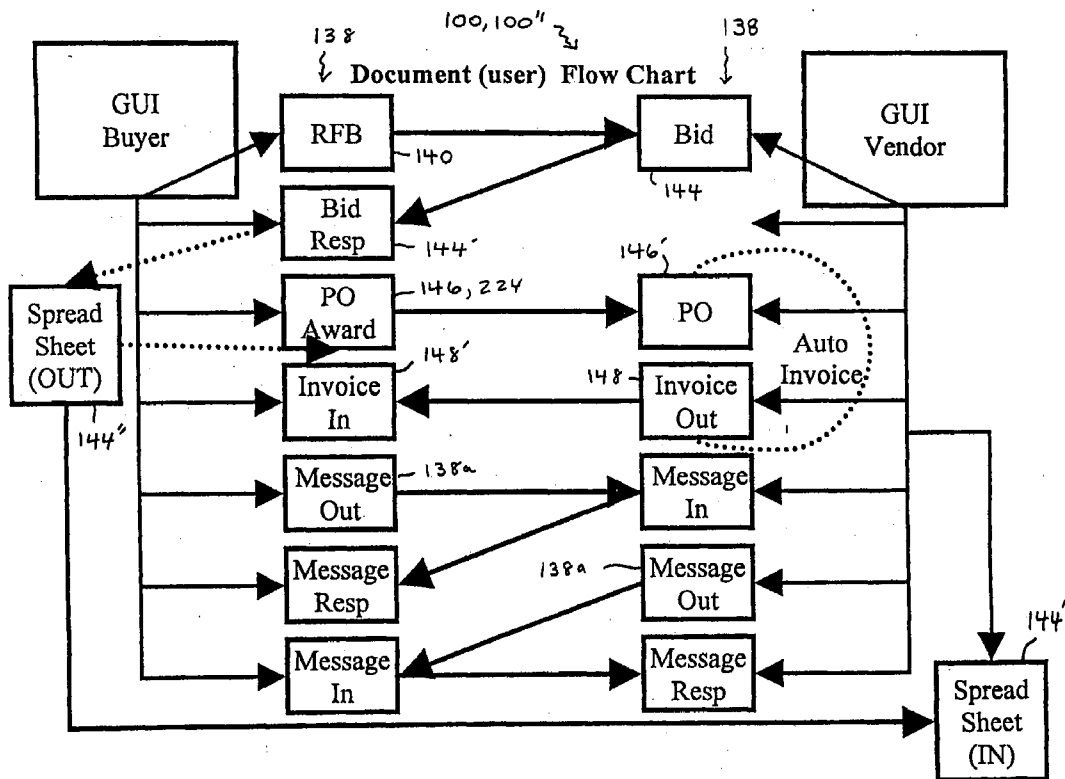 100,100"
138
138
Document (user) Flow Chart
GUI
Buyer
RFB
140
Bid
144
GUI
Vendor
Bid
Resp
144'
Spread
Sheet
(OUT)
144"
PO
Award
146, 224
146'
PO
Auto
Invoice
Invoice
In
148'
148
Invoice
Out
Message
Out
138a
Message
In
Message
Resp
138a
Message
Out
Message
In
Message
Resp
144'
Spread
Sheet
(IN)